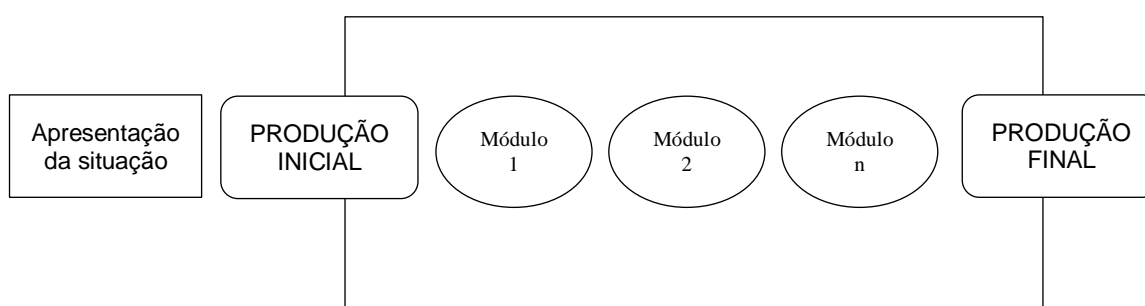 Apresentação
da situação
PRODUÇÃO
INICIAL
Módulo
1
Módulo
2
Módulo
n
PRODUÇÃO
FINAL